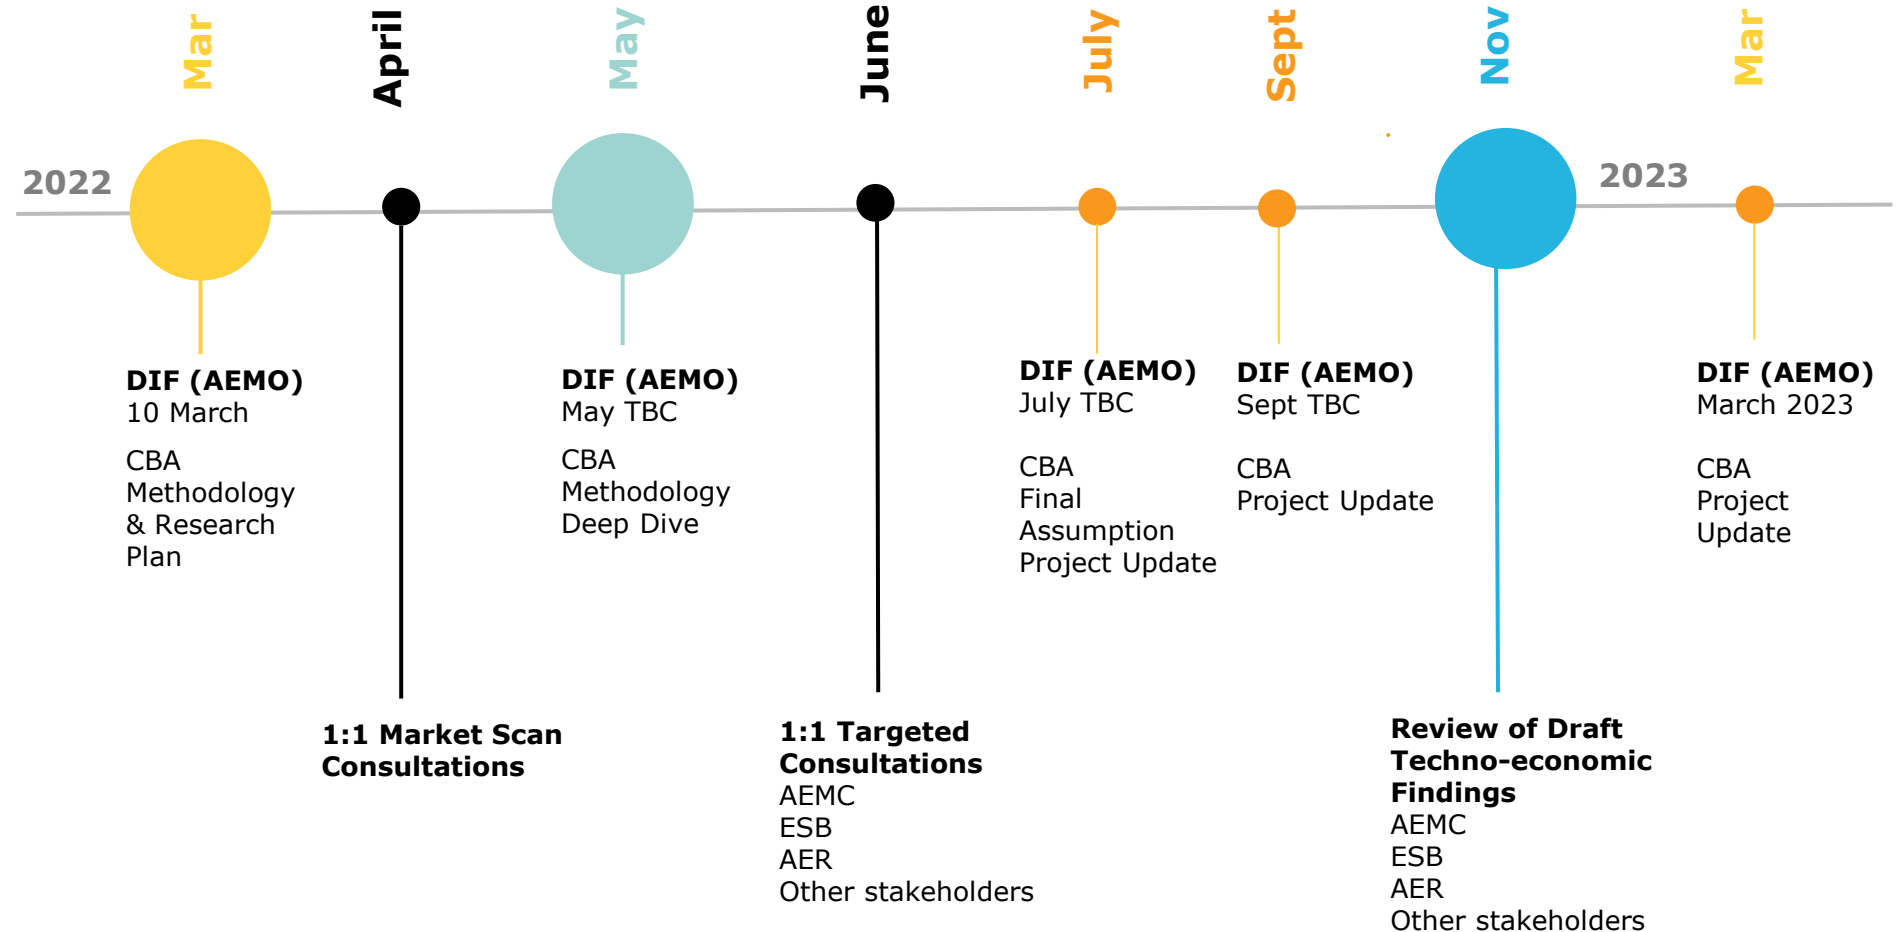 Mar
April
May
June
July
Sept
Nov
Mar
2022
2023
DIF (AEMO)
10 March
CBA
Methodology
& Research
Plan
1:1 Market Scan
Consultations
DIF (AEMO)
May TBC
CBA
Methodology
Deep Dive
1:1 Targeted
Consultations
AEMC
ESB
AER
Other stakeholders
DIF (AEMO)
July TBC
CBA
Final
Assumption
Project Update
DIF (AEMO)
Sept TBC
CBA
Project Update
Review of Draft
Techno-economic
Findings
AEMC
ESB
AER
Other stakeholders
DIF (AEMO)
March 2023
CBA
Project
Update